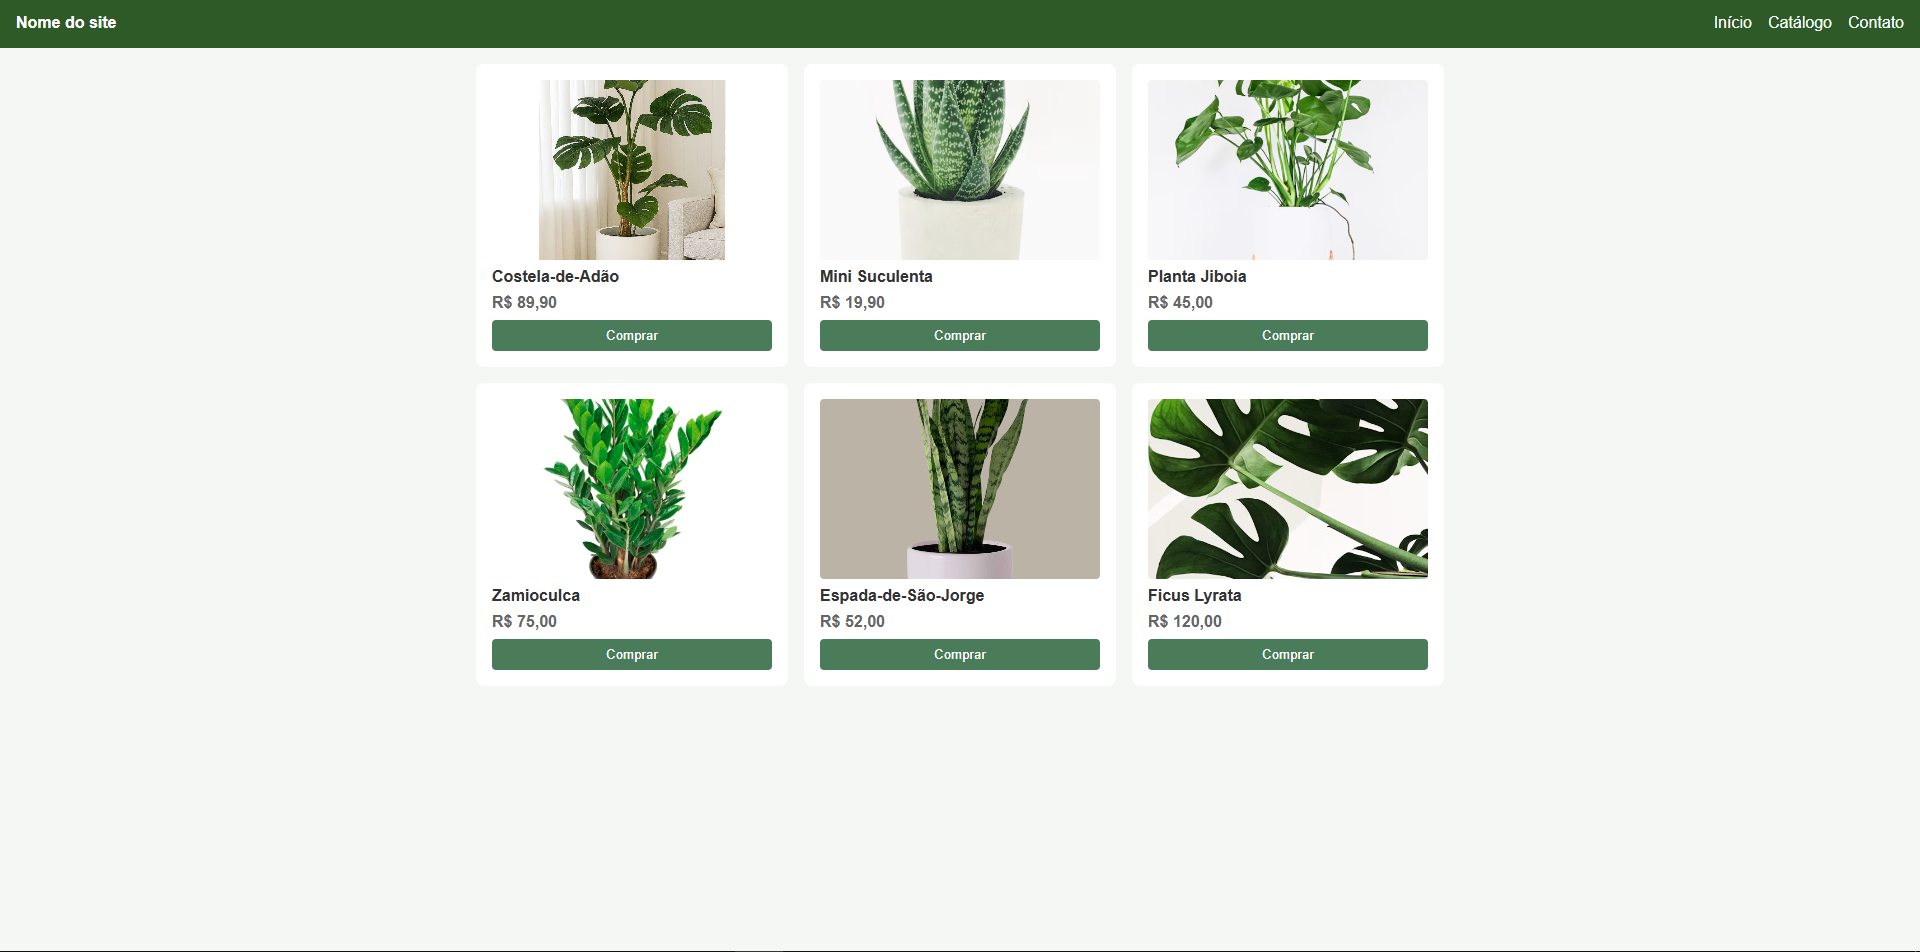 Nome do site
Início Catálogo Contato
Costela-de-Adão
R$ 89,90
Comprar
Mini Suculenta
R$ 19,90
Comprar
Planta Jiboia
R$ 45,00
Comprar
Zamioculca
R$ 75,00
Comprar
Espada-de-São-Jorge
R$ 52,00
Comprar
Ficus Lyrata
R$ 120,00
Comprar